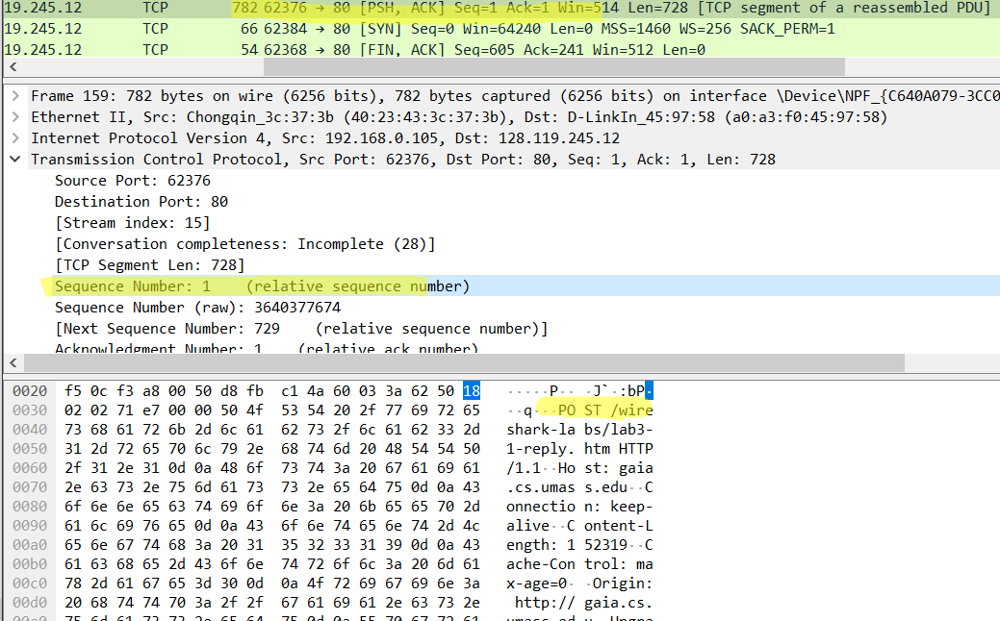 19.245.12 TCP 782 62376 → 80 [PSH, ACK] Seq=1 Ack=1 Win=514 Len=728 [TCP segment of a reassembled PDU]
19.245.12 TCP 66 62384 → 80 [SYN] Seq=0 Win=64240 Len=0 MSS=1460 WS=256 SACK_PERM=1
19.245.12 TCP 54 62368 → 80 [FIN, ACK] Seq=605 Ack=241 Win=512 Len=0
Frame 159: 782 bytes on wire (6256 bits), 782 bytes captured (6256 bits) on interface \Device\NPF_{C640A079-3CC0
Ethernet II, Src: Chongqin_3c:37:3b (40:23:43:3c:37:3b), Dst: D-LinkIn_45:97:58 (a0:a3:f0:45:97:58)
Internet Protocol Version 4, Src: 192.168.0.105, Dst: 128.119.245.12
Transmission Control Protocol, Src Port: 62376, Dst Port: 80, Seq: 1, Ack: 1, Len: 728
Source Port: 62376
Destination Port: 80
[Stream index: 15]
[Conversation completeness: Incomplete (28)]
[TCP Segment Len: 728]
Sequence Number: 1 (relative sequence number)
Sequence Number (raw): 3640377674
[Next Sequence Number: 729 (relative sequence number)]
Acknowledgment Number: 1 (relative ack number)
0020 f5 0c f3 a8 00 50 d8 fb c1 4a 60 03 3a 62 50 18 ·····P·· ·J`·:bP·
0030 02 02 71 e7 00 00 50 4f 53 54 20 2f 77 69 72 65 ··q···PO ST /wire
0040 73 68 61 72 6b 2d 6c 61 62 73 2f 6c 61 62 33 2d shark-la bs/lab3-
0050 31 2d 72 65 70 6c 79 2e 68 74 6d 20 48 54 54 50 1-reply. htm HTTP
0060 2f 31 2e 31 0d 0a 48 6f 73 74 3a 20 67 61 69 61 /1.1··Ho st: gaia
0070 2e 63 73 2e 75 6d 61 73 73 2e 65 64 75 0d 0a 43 .cs.umas s.edu··C
0080 6f 6e 6e 65 63 74 69 6f 6e 3a 20 6b 65 65 70 2d onnectio n: keep-
0090 61 6c 69 76 65 0d 0a 43 6f 6e 74 65 6e 74 2d 4c alive··C ontent-L
00a0 65 6e 67 74 68 3a 20 31 35 32 33 31 39 0d 0a 43 ength: 1 52319··C
00b0 61 63 68 65 2d 43 6f 6e 74 72 6f 6c 3a 20 6d 61 ache-Con trol: ma
00c0 78 2d 61 67 65 3d 30 0d 0a 4f 72 69 67 69 6e 3a x-age=0· ·Origin:
00d0 20 68 74 74 70 3a 2f 2f 67 61 69 61 2e 63 73 2e http:// gaia.cs.